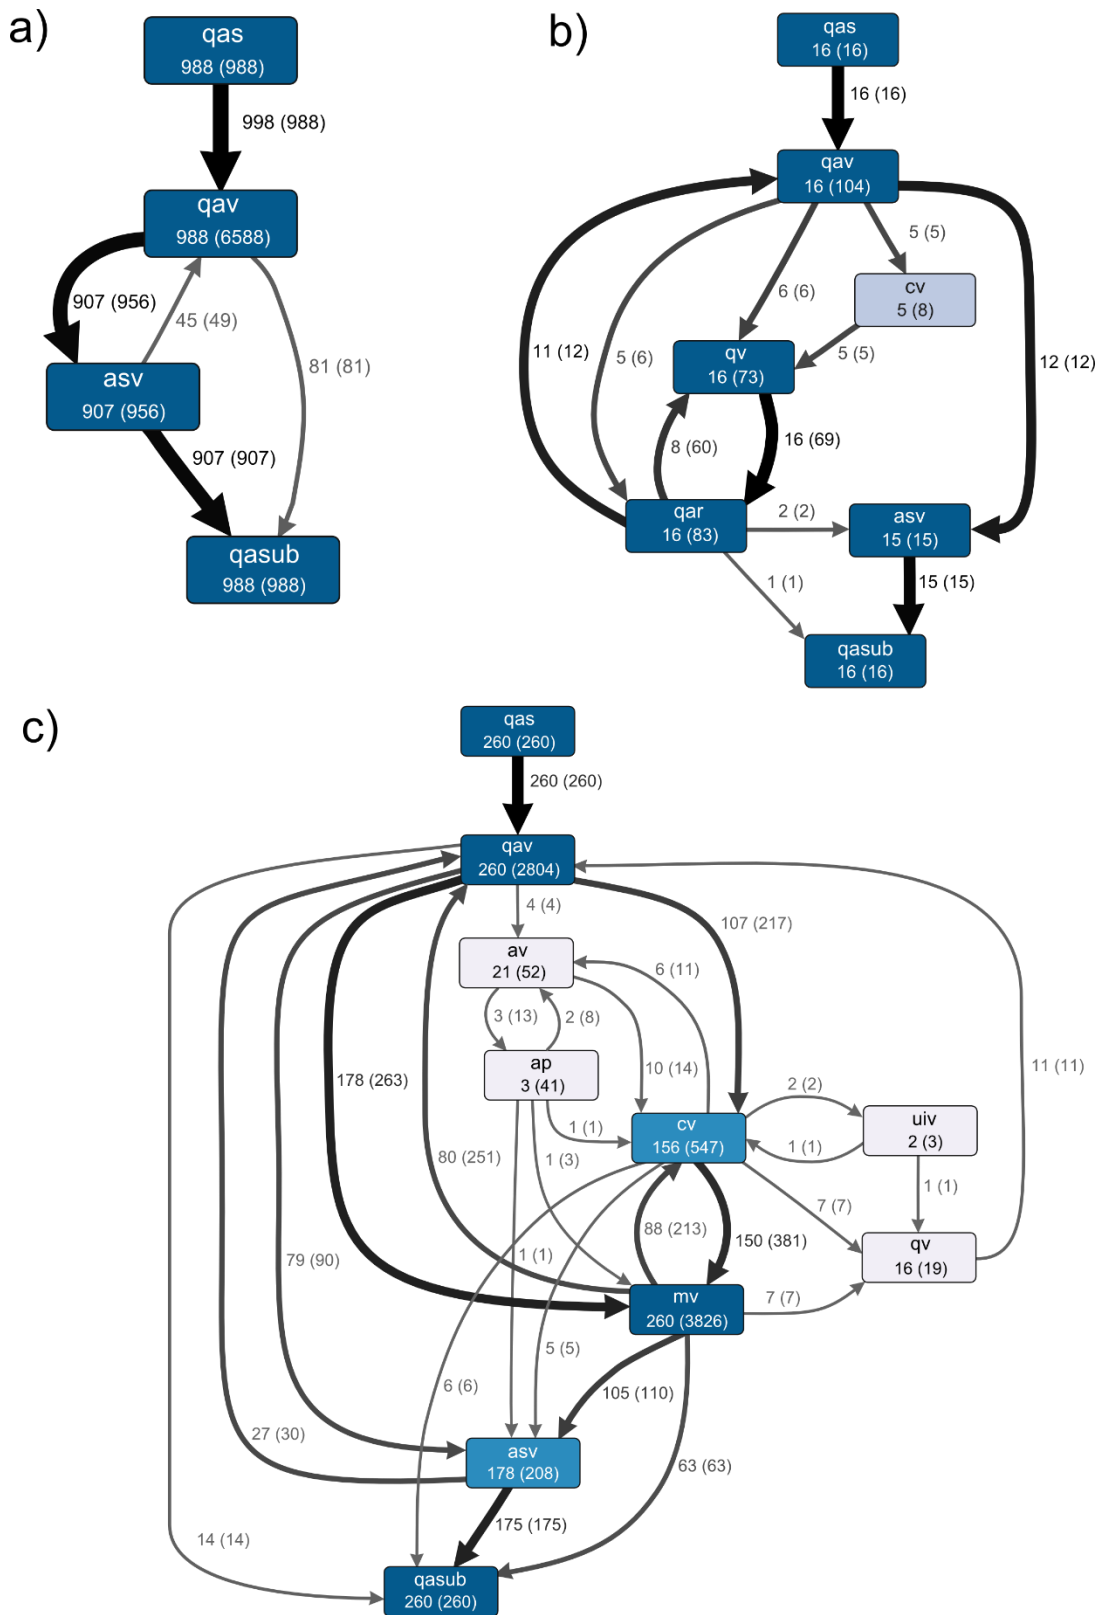 a)
qas
988 (988)
998 (988)
qav
988 (6588)
907 (956)
45 (49)
81 (81)
asv
907 (956)
907 (907)
qasub
988 (988)
b)
qas
16 (16)
16 (16)
qav
16 (104)
5 (5)
cv
5 (8)
6 (6)
11 (12)
5 (6)
qv
16 (73)
5 (5)
12 (12)
8 (60)
16 (69)
qar
16 (83)
2 (2)
asv
15 (15)
1 (1)
15 (15)
qasub
16 (16)
c)
qas
260 (260)
260 (260)
qav
260 (2804)
4 (4)
107 (217)
av
21 (52)
6 (11)
3 (13)
2 (8)
ap
3 (41)
10 (14)
178 (263)
11 (11)
2 (2)
uiv
2 (3)
cv
156 (547)
1 (1)
1 (1)
80 (251)
1 (3)
1 (1)
7 (7)
88 (213)
150 (381)
qv
16 (19)
79 (90)
1 (1)
mv
260 (3826)
7 (7)
5 (5)
6 (6)
105 (110)
27 (30)
asv
178 (208)
63 (63)
175 (175)
14 (14)
qasub
260 (260)